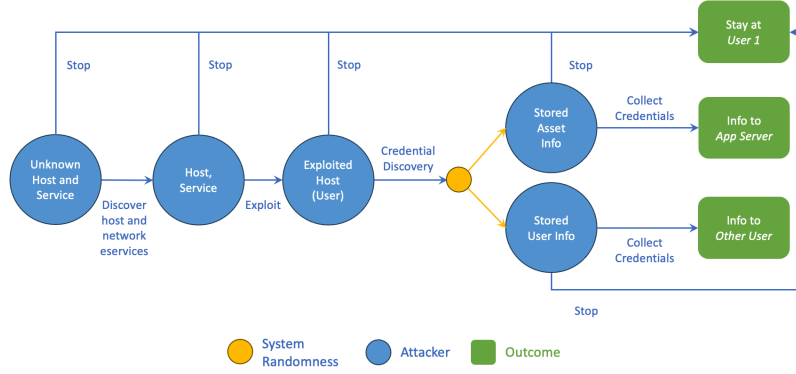 Stay at
User 1
Stop
Stop
Stop
Stop
Stored
Asset
Info
Collect
Credentials
Info to
App Server
Unknown
Host and
Service
Host,
Service
Exploited
Host
(User)
Credential
Discovery
Discover
host and
network
eservices
Exploit
Stored
User Info
Collect
Credentials
Info to
Other User
Stop
System
Randomness
Attacker
Outcome